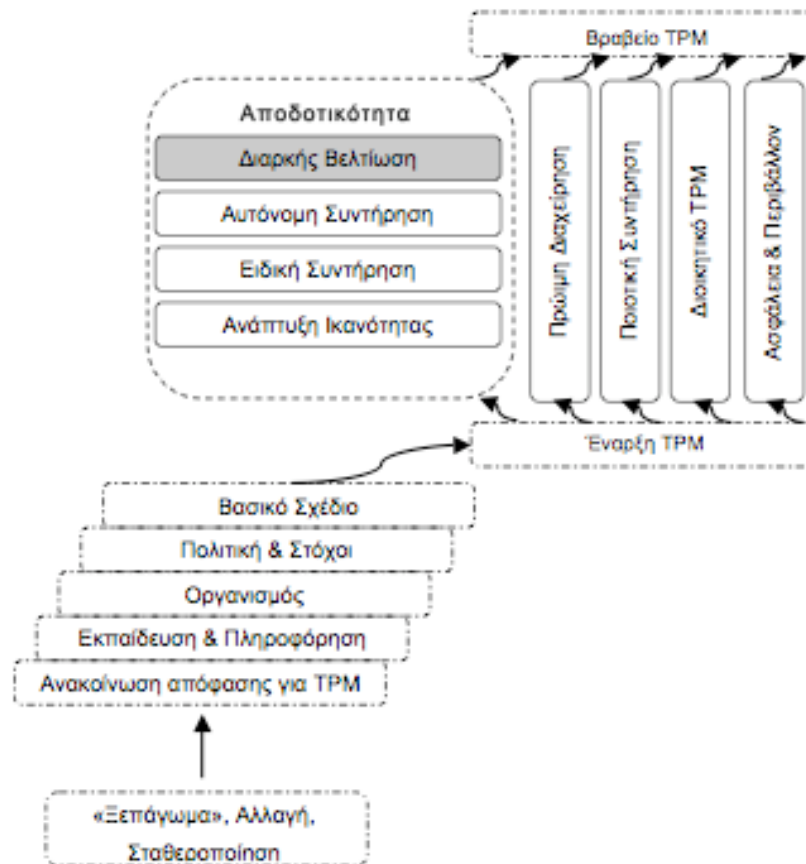 Βραβείο TPM
Αποδοτικότητα
Διαρκής Βελτίωση
Αυτόνομη Συντήρηση
Ειδική Συντήρηση
Ανάπτυξη Ικανότητας
Πρώιμη Διαχείρηση
Ποιοτική Συντήρηση
Διοικητικό TPM
Ασφάλεια & Περιβάλλον
Έναρξη TPM
Βασικό Σχέδιο
Πολιτική & Στόχοι
Οργανισμός
Εκπαίδευση & Πληροφόρηση
Ανακοίνωση απόφασης για TPM
«Ξεπάγωμα», Αλλαγή,
Σταθεροποίηση